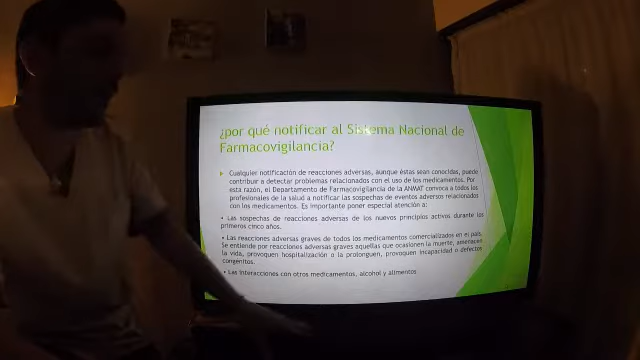 ¿por qué notificar al Sistema Nacional de
Farmacovigilancia?
Cualquier notificación de reacciones adversas, aunque éstas sean conocidas, puede
contribuir a detectar problemas relacionados con el uso de los medicamentos. Por
esta razón, el Departamento de Farmacovigilancia de la ANMAT convoca a todos los
profesionales de la salud a notificar las sospechas de eventos adversos relacionados
con los medicamentos. Es importante poner especial atención a:
• Las sospechas de reacciones adversas de los nuevos principios activos durante los
primeros cinco años.
• Las reacciones adversas graves de todos los medicamentos comercializados en el país.
Se entiende por reacciones adversas graves aquellas que ocasionen la muerte, amenacen
la vida, provoquen hospitalización o la prolonguen, provoquen incapacidad o defectos
congénitos.
• Las interacciones con otros medicamentos, alcohol y alimentos